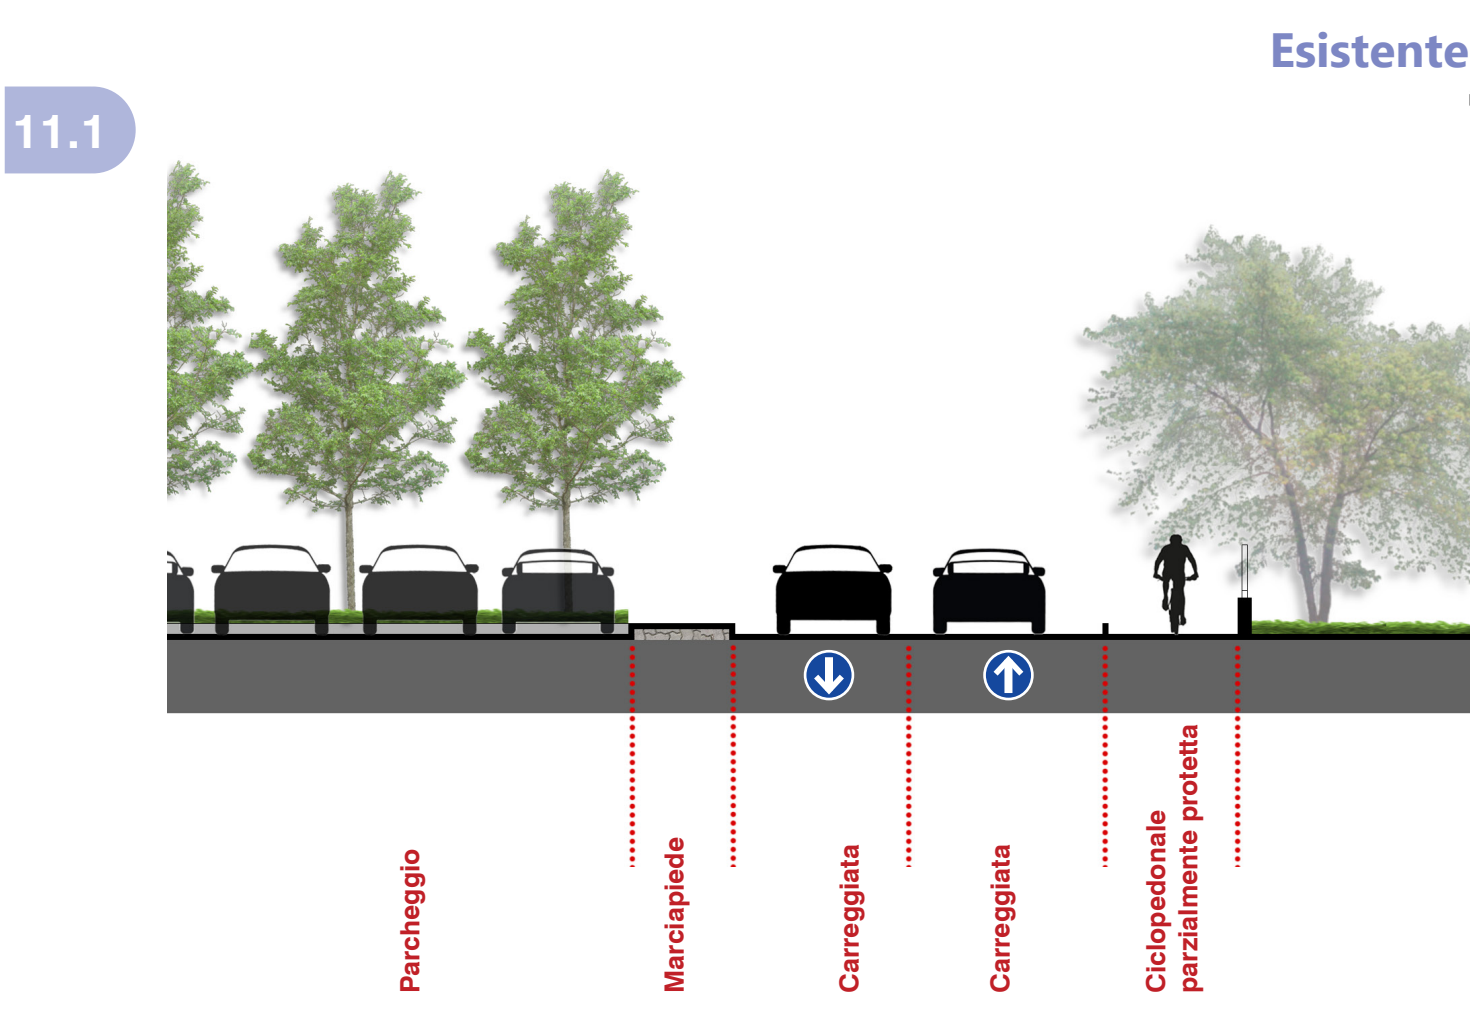 Esistente
11.1
Parcheggio
Marciapiede
Carreggiata
Carreggiata
Ciclopedonale
parzialmente protetta